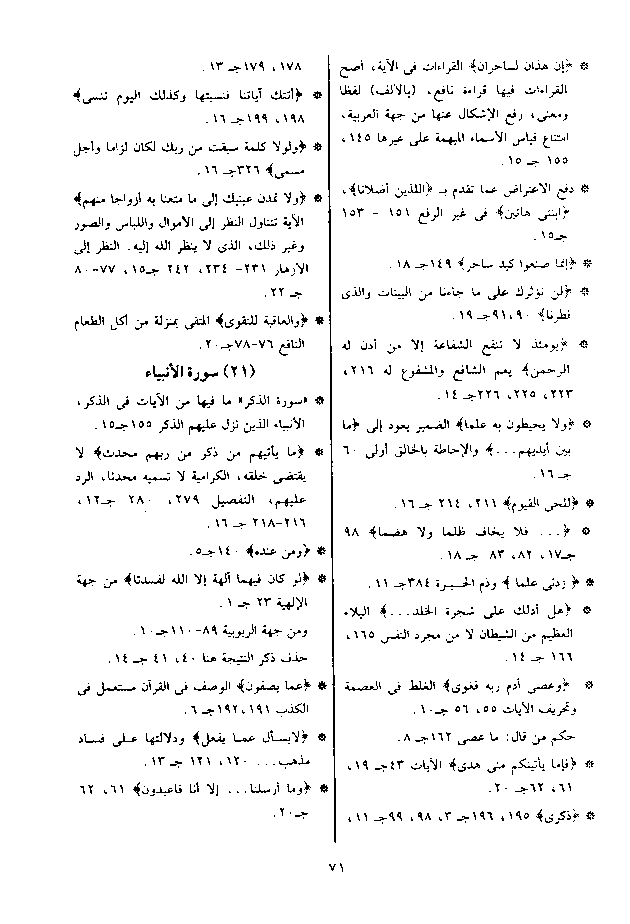 * ﴿إن هذان لساحران﴾ القراءات فى الآية، أصح
القراءات فيها قراءة نافع، (بالألف) لفظا
ومعنى، رفع الإشكال عنها من جهة العربية،
امتناع قياس الأسماء المبهمة على غيرها ١٤٥،
١٥٥ جـ ١٥.
* دفع الاعتراض عما تقدم بـ ﴿اللذين أضلانا﴾،
﴿ابنتى هاتين﴾ فى غير الرفع ١٥١ - ١٥٣
جـ١٥.
* ﴿إنما صنعوا كيد ساحر﴾ ١٤٩جـ ١٨.
* ﴿لن نؤثرك على ما جاءنا من البينات والذى
فطرنا﴾ ٩٠، ٩١جـ ١٩.
* ﴿يومئذ لا تنفع الشفاعة إلا من أذن له
الرحمن﴾ يعم الشافع والمشفوع له ٢١٦،
٢٢٣، ٢٢٥، ٢٢٦جـ ١٤.
* ﴿ولا يحيطون به علما﴾ الضمير يعود إلى ﴿ما
بين أيديهم...﴾ والإحاطة بالخالق أولى ٦٠
جـ ١٦.
* ﴿للحى القيوم﴾ ٢١١، ٢١٤ جـ ١٦.
* ﴿... فلا يخاف ظلما ولا هضما﴾ ٩٨
جـ١٧، ٨٢، ٨٣ جـ ١٨.
* ﴿زدنى علما﴾ وذم الحيرة ٣٨٤جـ ١١.
* ﴿هل أدلك على شجرة الخلد...﴾ البلاء
العظيم من الشيطان لا من مجرد النفس ١٦٥،
١٦٦ جـ ١٤.
* ﴿وعصى آدم ربه فغوى﴾ الغلط فى العصمة
وتحريف الآيات ٥٥، ٥٦ جـ١٠.
حكم من قال: ما عصى ١٦٢جـ ٨.
* ﴿فإما يأتينكم منى هدى﴾ الآيات ٤٣جـ ١٩،
٦١، ٦٢جـ ٢٠.
* ﴿ذكرى﴾ ١٩٥، ١٩٦جـ ٣، ٩٨، ٩٩جـ ١١،
١٧٨، ١٧٩جـ ١٣.
* ﴿أتتك آياتنا فنسيتها وكذلك اليوم تنسى﴾
١٩٨، ١٩٩ جـ ١٦.
* ﴿ولولا كلمة سبقت من ربك لكان لزاما وأجل
مسمى﴾ ٣٢٦جـ ١٦.
* ﴿ولا تمدن عينيك إلى ما متعنا به أزواجا منهم﴾
الآية تتناول النظر إلى الأموال واللباس والصور
وغير ذلك، الذى لا ينظر الله إليه. النظر إلى
الأزهار ٢٣١- ٢٣٤، ٢٤٢ جـ١٥، ٧٧-٨٠
جـ ٢٢.
* ﴿والعاقبة للتقوى﴾ المتقى بمنزلة من أكل الطعام
النافع ٧٦-٧٨جـ ٢٠.
(٢١) سورة الأنبياء
* «سورة الذكر» ما فيها من الآيات فى الذكر،
الأنبياء الذين نزل عليهم الذكر ١٥٥جـ١٥.
* ﴿ما يأتيهم من ذكر من ربهم محدث﴾ لا
يقتضى خلقه، الكرامية لا تسميه محدثا، الرد
عليهم، التفصيل ٢٧٩، ٢٨٠ جـ١٢،
٢١٦-٢١٨ جـ ١٦.
* ﴿ومن عنده﴾ ١٤٠جـ٥.
* ﴿لو كان فيهما آلهة إلا الله لفسدتا﴾ من جهة
الإلهية ٢٣ جـ ١.
ومن جهة الربوبية ٨٩-١١٠جـ١٠.
حذف ذكر النتيجة هنا ٤٠، ٤١ جـ ١٤.
* ﴿عما يصفون﴾ الوصف فى القرآن مستعمل فى
الكذب ١٩١، ١٩٢جـ ٦.
* ﴿لايسأل عما يفعل﴾ ودلالتها على فساد
مذهب... ١٢٠، ١٢١ جـ ١٣.
* ﴿وما أرسلنا... إلا أنا فاعبدون﴾ ٦١، ٦٢
جـ٢٠.
٧١